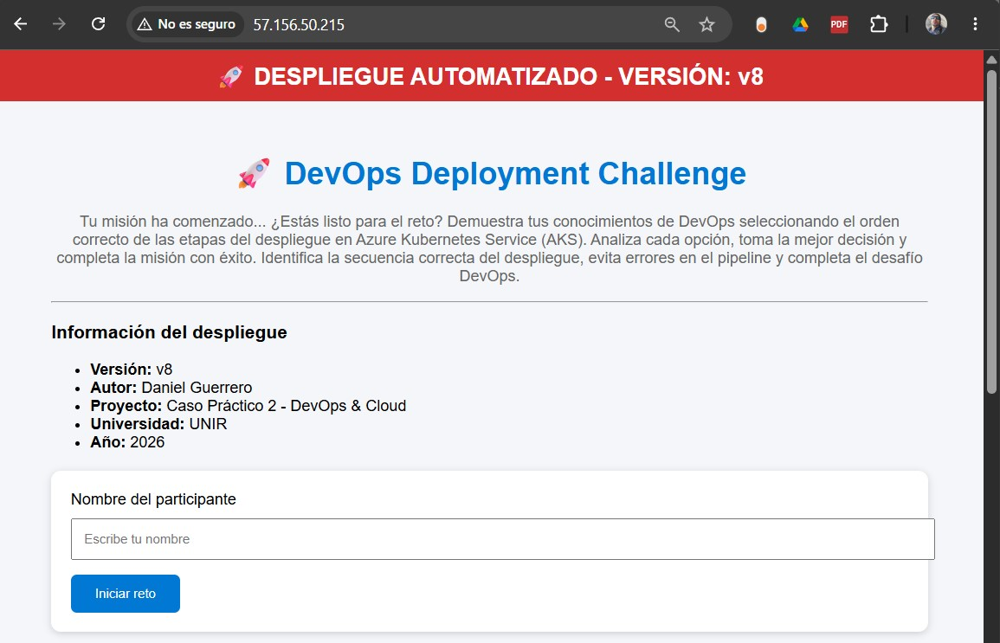 No es seguro 57.156.50.215
PDF
🚀 DESPLIEGUE AUTOMATIZADO - VERSIÓN: v8
🚀 DevOps Deployment Challenge
Tu misión ha comenzado... ¿Estás listo para el reto? Demuestra tus conocimientos de DevOps seleccionando el orden
correcto de las etapas del despliegue en Azure Kubernetes Service (AKS). Analiza cada opción, toma la mejor decisión y
completa la misión con éxito. Identifica la secuencia correcta del despliegue, evita errores en el pipeline y completa el desafío
DevOps.
Información del despliegue
• Versión: v8
• Autor: Daniel Guerrero
• Proyecto: Caso Práctico 2 - DevOps & Cloud
• Universidad: UNIR
• Año: 2026
Nombre del participante
Escribe tu nombre
Iniciar reto